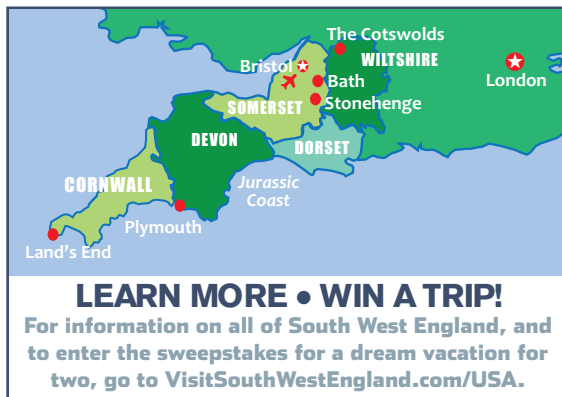 The Cotswolds
WILTSHIRE
Bristol
Bath
London
Stonehenge
SOMERSET
DEVON
DORSET
CORNWALL
Jurassic
Coast
Plymouth
Land's End
LEARN MORE • WIN A TRIP!
For information on all of South West England, and
to enter the sweepstakes for a dream vacation for
two, go to VisitSouthWestEngland.com/USA.